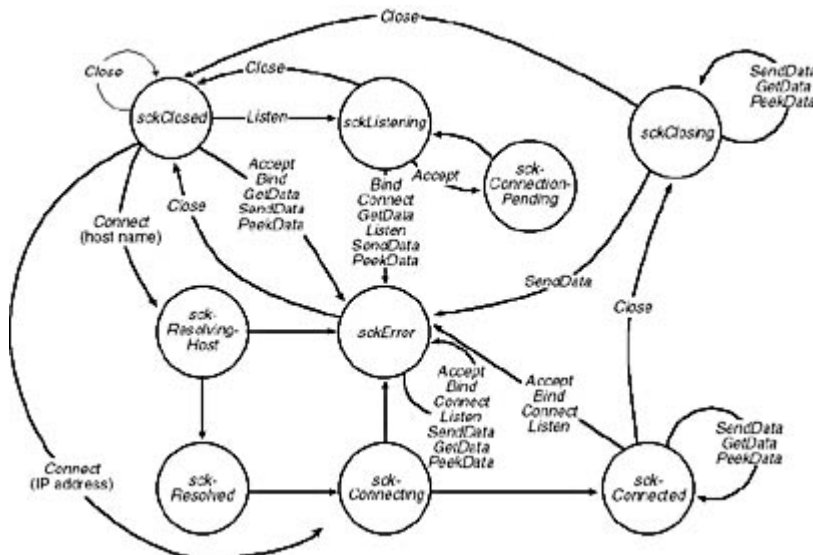 Close
Close
Close
SendData
GetData
PeekData
sckClosed
Listen
sckListening
sckClosing
Accept
Bind
GetData
SendData
PeekData
Close
Bind
Connect
GetData
Listen
SendData
PeekData
Accept
sck-
Connection-
Pending
Connect
(host name)
SendData
Close
sck-
Resolving-
Host
sckError
Accept
Bind
Connect
Listen
SendData
GetData
PeekData
Accept
Bind
Connect
Listen
SendData
GetData
PeekData
Connect
(IP address)
sck-
Resolved
sck-
Connecting
sck-
Connected